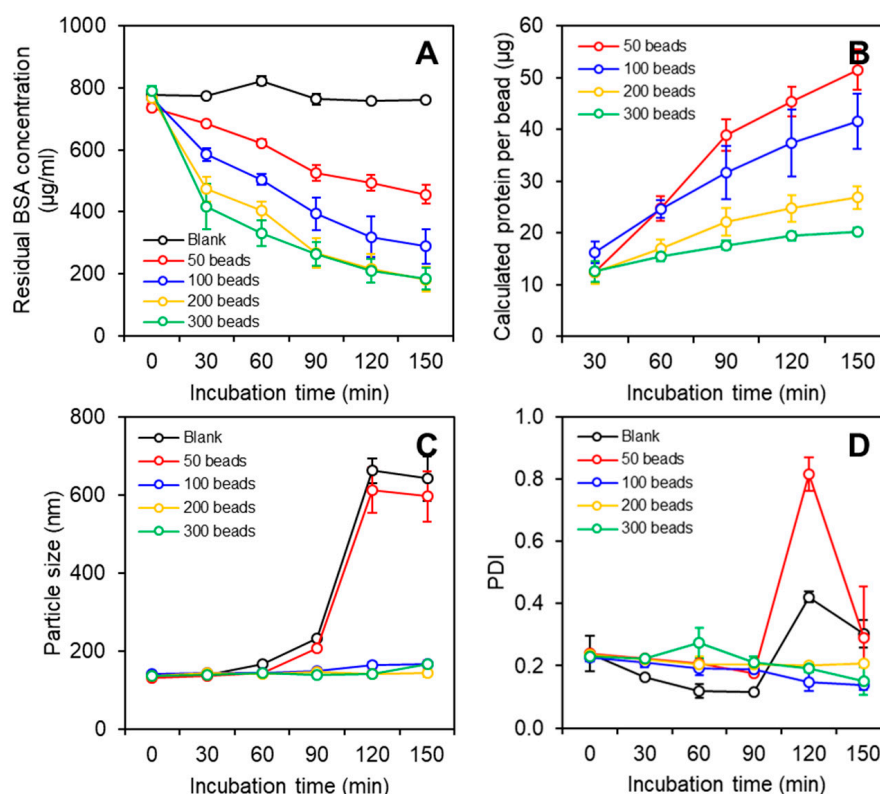 A
Residual BSA concentration
(µg/ml)
1000
800
600
400
200
0
Blank
50 beads
100 beads
200 beads
300 beads
0 30 60 90 120 150
Incubation time (min)
B
Calculated protein per bead (µg)
60
50
40
30
20
10
0
50 beads
100 beads
200 beads
300 beads
30 60 90 120 150
Incubation time (min)
C
Particle size (nm)
800
600
400
200
0
Blank
50 beads
100 beads
200 beads
300 beads
0 30 60 90 120 150
Incubation time (min)
D
PDI
1.0
0.8
0.6
0.4
0.2
0.0
Blank
50 beads
100 beads
200 beads
300 beads
0 30 60 90 120 150
Incubation time (min)